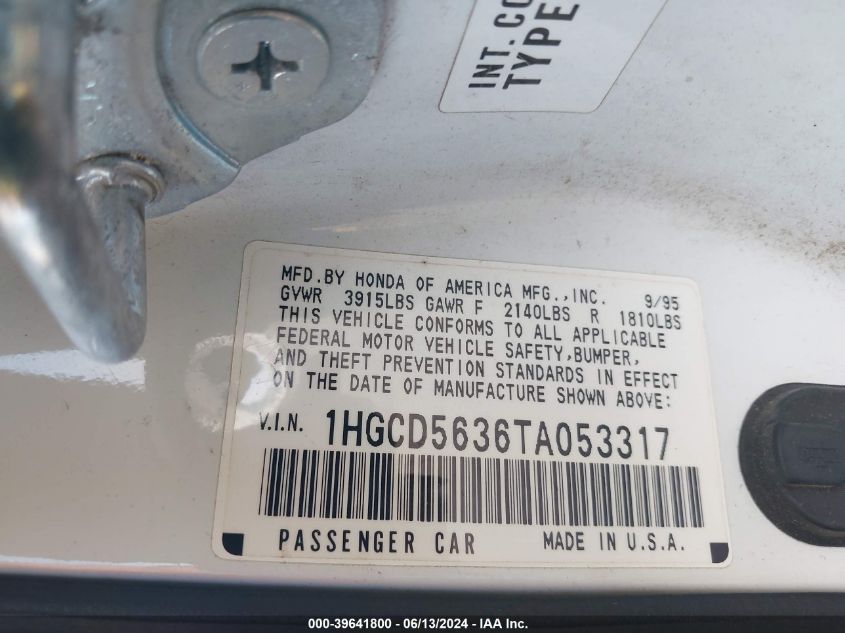 INT. CO
TYPE
MFD.BY HONDA OF AMERICA MFG.,INC. 9/95
GVWR 3915LBS GAWR F 2140LBS R 1810LBS
THIS VEHICLE CONFORMS TO ALL APPLICABLE
FEDERAL MOTOR VEHICLE SAFETY,BUMPER,
AND THEFT PREVENTION STANDARDS IN EFFECT
ON THE DATE OF MANUFACTURE SHOWN ABOVE:
V.I.N. 1HGCD5636TA053317
PASSENGER CAR MADE IN U.S.A.
000-39641800 - 06/13/2024 - IAA Inc.